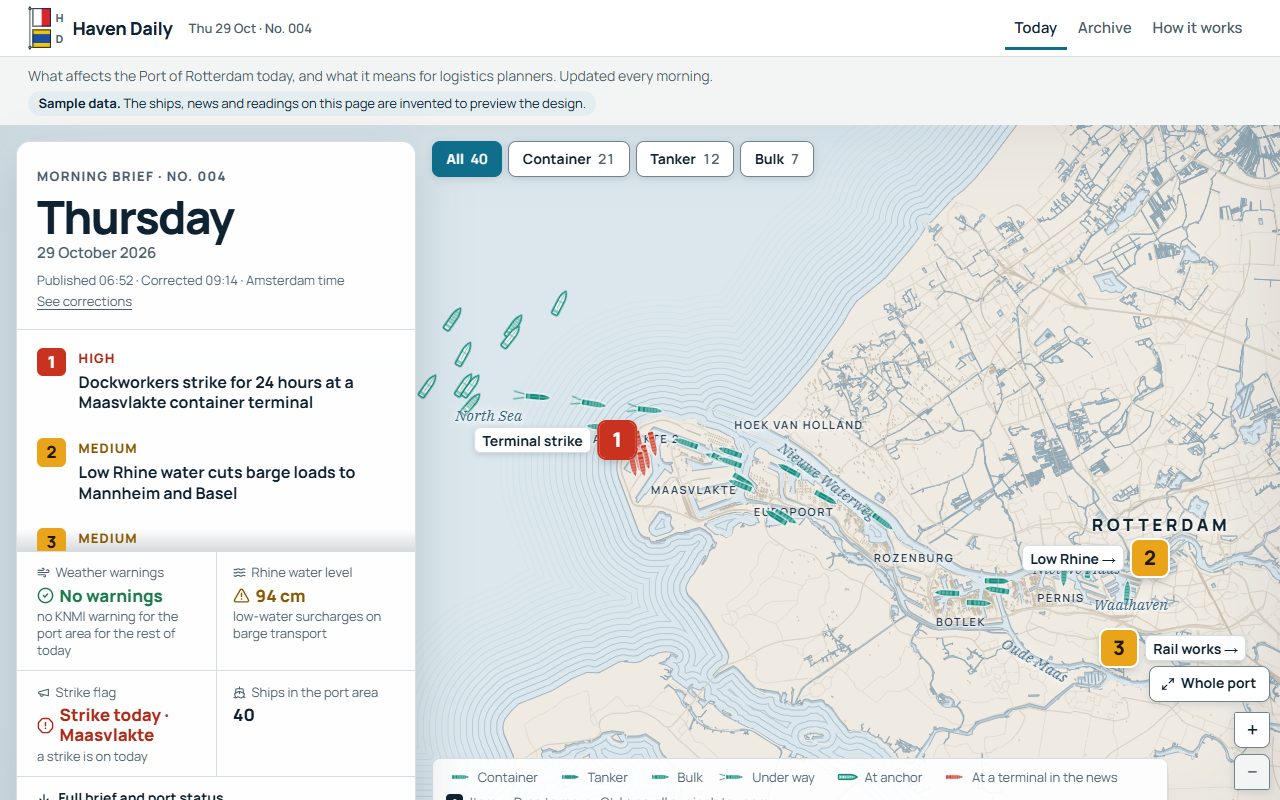 H
D
Haven Daily
Thu 29 Oct · No. 004
Today
Archive
How it works
What affects the Port of Rotterdam today, and what it means for logistics planners. Updated every morning.
Sample data. The ships, news and readings on this page are invented to preview the design.
MORNING BRIEF · NO. 004
Thursday
29 October 2026
Published 06:52 · Corrected 09:14 · Amsterdam time
See corrections
1
HIGH
Dockworkers strike for 24 hours at a
Maasvlakte container terminal
2
MEDIUM
Low Rhine water cuts barge loads to
Mannheim and Basel
3
MEDIUM
Weather warnings
No warnings
no KNMI warning for the
port area for the rest of
today
Rhine water level
94 cm
low-water surcharges on
barge transport
Strike flag
Strike today ·
Maasvlakte
a strike is on today
Ships in the port area
40
Full brief and port status
All 40
Container 21
Tanker 12
Bulk 7
North Sea
Terminal strike
1
HOEK VAN HOLLAND
Nieuwe Waterweg
MAASVLAKTE
EUROPOORT
ROTTERDAM
ROZENBURG
Low Rhine →
2
PERNIS
Waalhaven
BOTLEK
Oude Maas
3
Rail works →
Whole port
+
−
Container
Tanker
Bulk
Under way
At anchor
At a terminal in the news